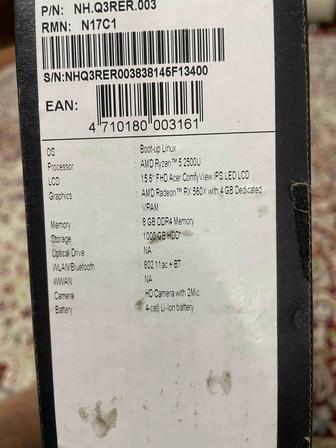 P/N: NH.Q3RER.003
RMN: N17C1
S/N:NHQ3RER003838145F13400
EAN:
4 710180 003161
OS : Boot-up Linux
Processor : AMD Ryzen™ 5 2500U
LCD : 15.6" FHD Acer ComfyView IPS LED LCD
Graphics : AMD Radeon™ RX 560X with 4 GB Dedicated
VRAM
Memory : 8 GB DDR4 Memory
Storage : 1000 GB HDD
Optical Drive : NA
WLAN/Bluetooth : 802.11ac + BT
WWAN : NA
Camera : HD Camera with 2Mic
Battery : 4-cell Li-Ion battery